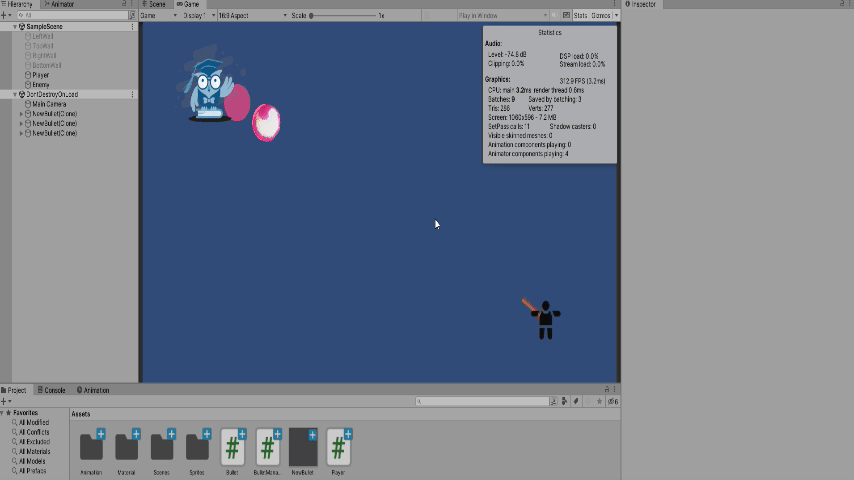 Hierarchy
Animator
Scene
Game
Inspector
All
Game
Display 1
16:9 Aspect
Scale
1x
Play in Window
Stats
Gizmos
SampleScene
LeftWall
TopWall
RightWall
BottomWall
Player
Enemy
DontDestroyOnLoad
Main Camera
NewBullet(Clone)
NewBullet(Clone)
NewBullet(Clone)
Statistics
Audio:
Level: -74.8 dB
DSP load: 0.0%
Clipping: 0.0%
Stream load: 0.0%
Graphics:
312.9 FPS (3.2ms)
CPU: main 3.2ms render thread 0.6ms
Batches: 9
Saved by batching: 3
Tris: 286
Verts: 277
Screen: 1060x596 - 7.2 MB
SetPass calls: 11
Shadow casters: 0
Visible skinned meshes: 0
Animation components playing: 0
Animator components playing: 4
Project
Console
Animation
6
Favorites
All Modified
All Conflicts
All Excluded
All Materials
All Models
All Prefabs
Assets
Animation
Material
Scenes
Sprites
Bullet
BulletMana...
NewBullet
Player